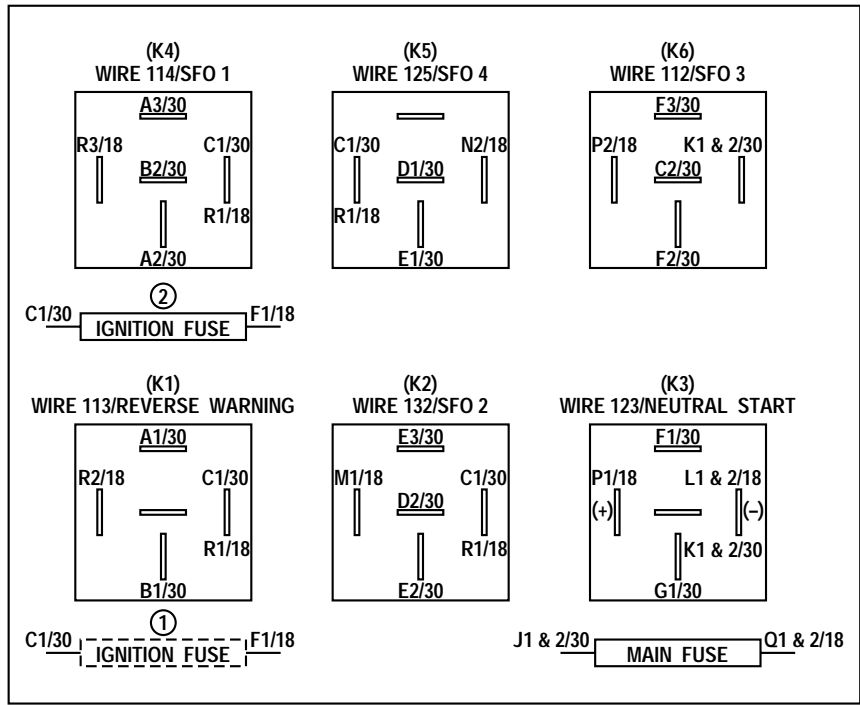 (K4)
WIRE 114/SFO 1
A3/30
R3/18
C1/30
B2/30
R1/18
A2/30
(K5)
WIRE 125/SFO 4
C1/30
N2/18
D1/30
R1/18
E1/30
(K6)
WIRE 112/SFO 3
F3/30
P2/18
K1 & 2/30
C2/30
F2/30
2
C1/30
IGNITION FUSE
F1/18
(K1)
WIRE 113/REVERSE WARNING
A1/30
R2/18
C1/30
R1/18
B1/30
(K2)
WIRE 132/SFO 2
E3/30
M1/18
C1/30
D2/30
R1/18
E2/30
(K3)
WIRE 123/NEUTRAL START
F1/30
P1/18
L1 & 2/18
(+)
(–)
K1 & 2/30
G1/30
1
C1/30
IGNITION FUSE
F1/18
J1 & 2/30
MAIN FUSE
Q1 & 2/18